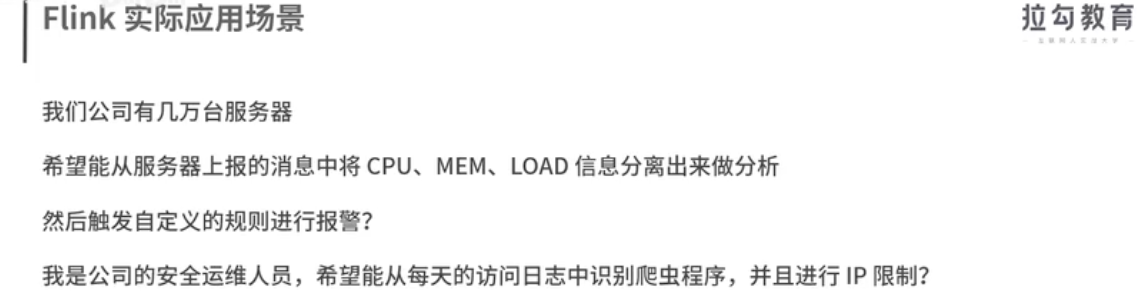 Flink 实际应用场景
拉勾教育
我们公司有几万台服务器
希望能从服务器上报的消息中将 CPU、MEM、LOAD 信息分离出来做分析
然后触发自定义的规则进行报警？
我是公司的安全运维人员，希望能从每天的访问日志中识别爬虫程序，并且进行 IP 限制？